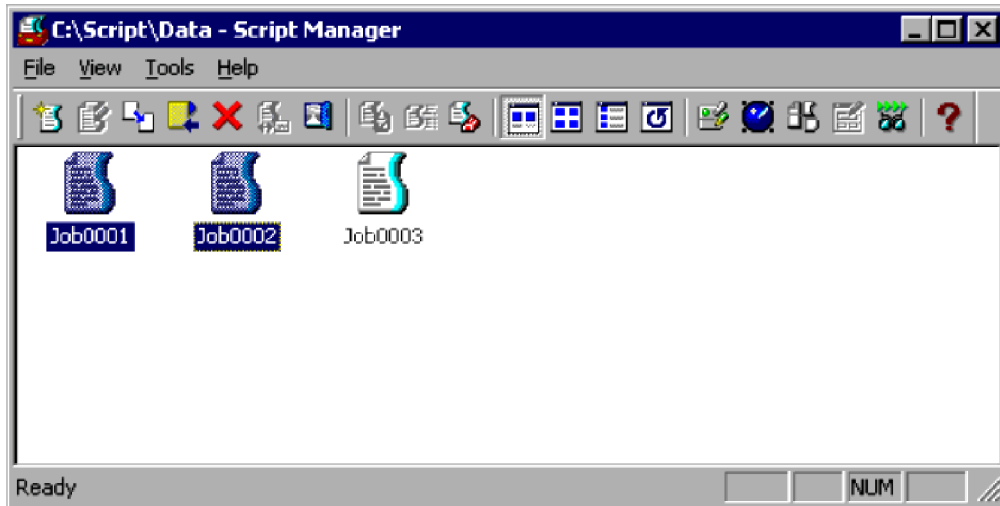 C:\Script\Data - Script Manager
File View Tools Help
?
Job0001 Job0002 Job0003
Ready NUM